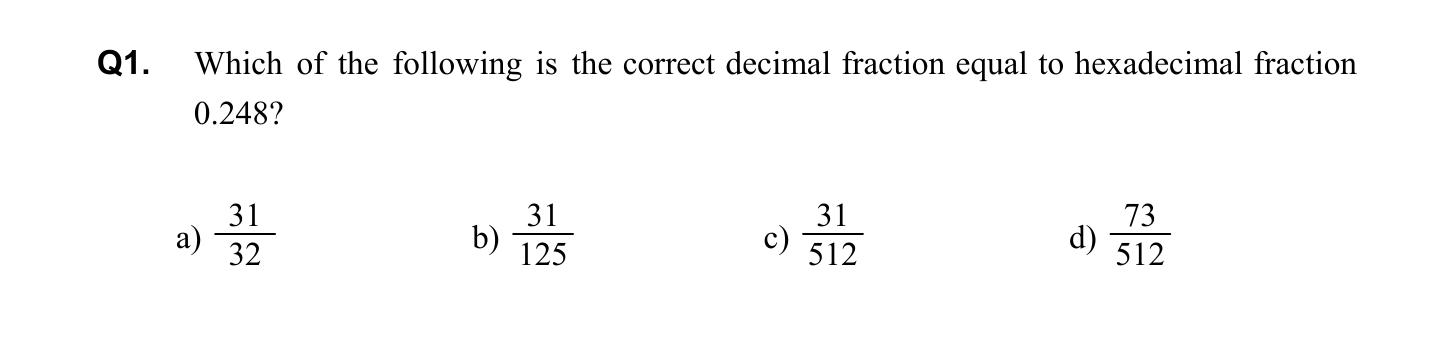 Q1. Which of the following is the correct decimal fraction equal to hexadecimal fraction
0.248?
a) 31/32 b) 31/125 c) 31/512 d) 73/512